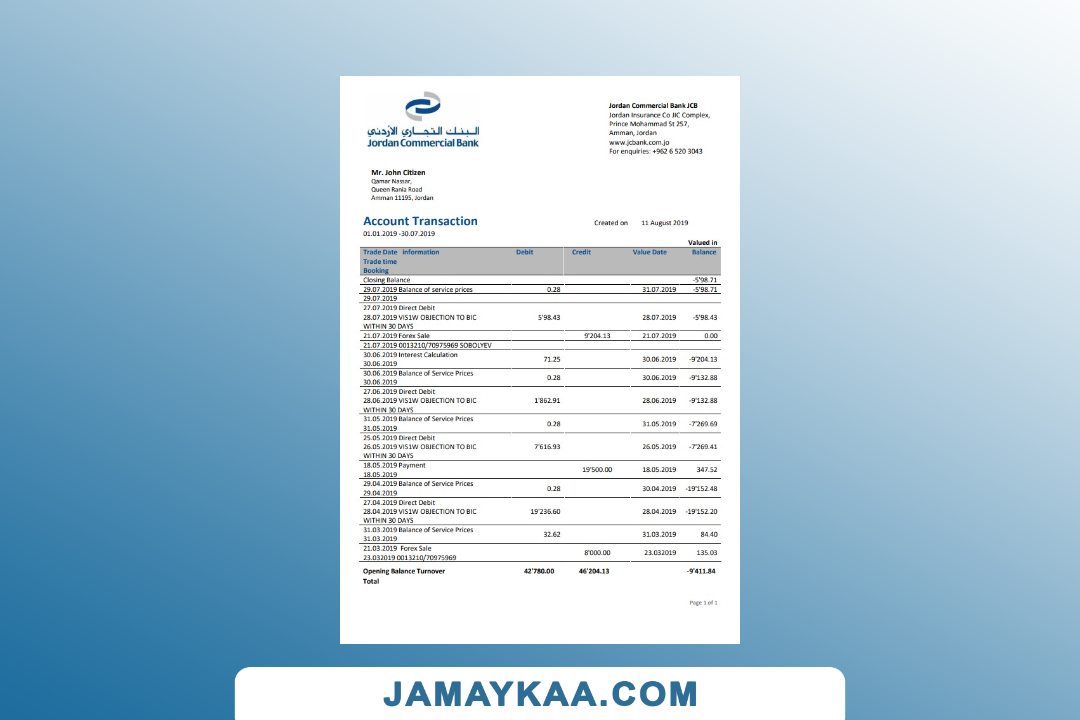 البنك التجاري الأردني
Jordan Commercial Bank
Jordan Commercial Bank JCB
Jordan Insurance Co JIC Complex,
Prince Mohammad St 257,
Amman, Jordan
www.jcbank.com.jo
For enquiries: +962 6 520 3043
Mr. John Citizen
Qamar Nassar,
Queen Rania Road
Amman 11195, Jordan
Account Transaction
Created on 11 August 2019
01.01.2019 -30.07.2019
Valued in
Trade Date information Debit Credit Value Date Balance
Trade time
Booking
Closing Balance -5'98.71
29.07.2019 Balance of service prices 0.28 31.07.2019 -5'98.71
29.07.2019
27.07.2019 Direct Debit
28.07.2019 VIS1W OBJECTION TO BIC 5'98.43 28.07.2019 -5'98.43
WITHIN 30 DAYS
21.07.2019 Forex Sale 9'204.13 21.07.2019 0.00
21.07.2019 0013210/70975969 SOBOLYEV
30.06.2019 Interest Calculation 71.25 30.06.2019 -9'204.13
30.06.2019
30.06.2019 Balance of Service Prices 0.28 30.06.2019 -9'132.88
30.06.2019
27.06.2019 Direct Debit
28.06.2019 VIS1W OBJECTION TO BIC 1'862.91 28.06.2019 -9'132.88
WITHIN 30 DAYS
31.05.2019 Balance of Service Prices 0.28 31.05.2019 -7'269.69
31.05.2019
25.05.2019 Direct Debit
26.05.2019 VIS1W OBJECTION TO BIC 7'616.93 26.05.2019 -7'269.41
WITHIN 30 DAYS
18.05.2019 Payment 19'500.00 18.05.2019 347.52
18.05.2019
29.04.2019 Balance of Service Prices 0.28 30.04.2019 -19'152.48
29.04.2019
27.04.2019 Direct Debit
28.04.2019 VIS1W OBJECTION TO BIC 19'236.60 28.04.2019 -19'152.20
WITHIN 30 DAYS
31.03.2019 Balance of Service Prices 32.62 31.03.2019 84.40
31.03.2019
21.03.2019 Forex Sale 8'000.00 23.032019 135.03
23.032019 0013210/70975969
Opening Balance Turnover 42'780.00 46'204.13 -9'411.84
Total
Page 1 of 1
JAMAYKAA.COM